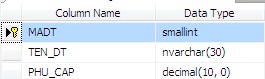 Column Name Data Type
MADT smallint
TEN_DT nvarchar(30)
PHU_CAP decimal(10, 0)